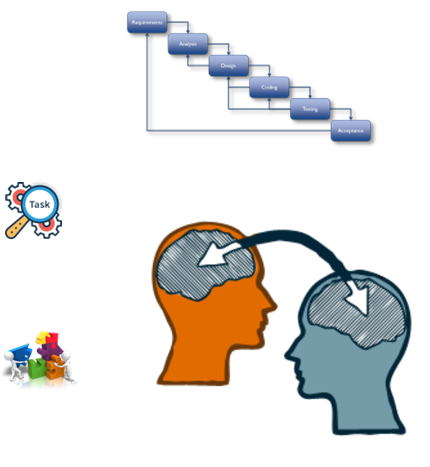 Requirements
Analysis
Design
Coding
Testing
Acceptance
Task